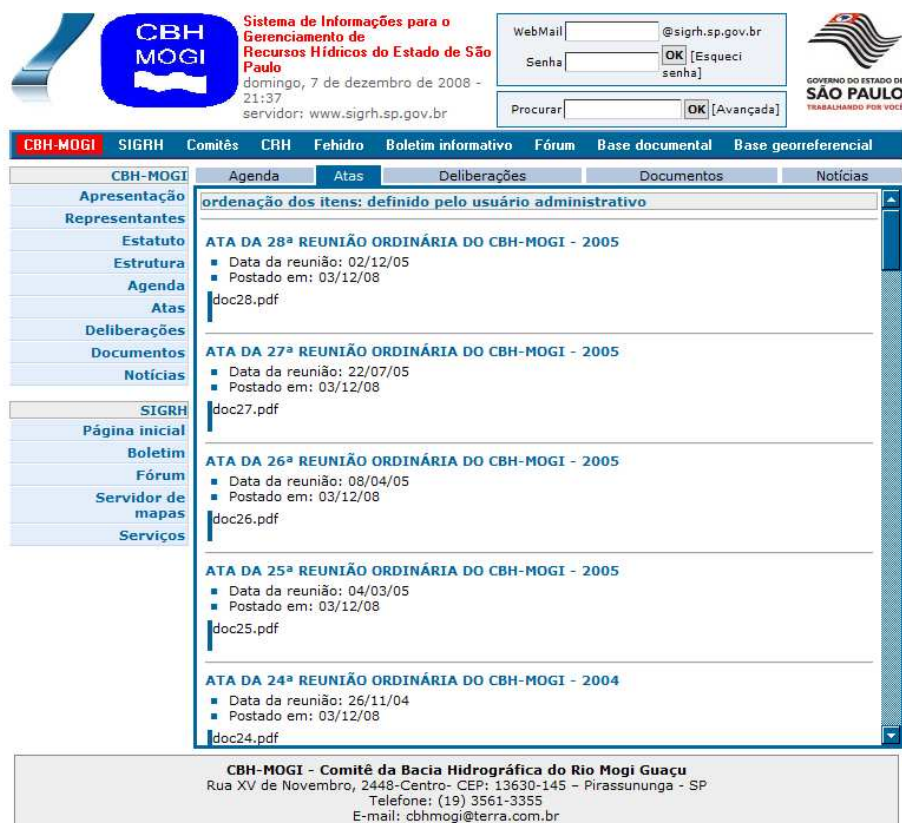 CBH
MOGI
Sistema de Informações para o
Gerenciamento de
Recursos Hídricos do Estado de São
Paulo
domingo, 7 de dezembro de 2008 -
21:37
servidor: www.sigrh.sp.gov.br
WebMail @sigrh.sp.gov.br
Senha OK [Esqueci
senha]
Procurar OK [Avançada]
GOVERNO DO ESTADO DE
SÃO PAULO
TRABALHANDO POR VOCÊ
CBH-MOGI SIGRH Comitês CRH Fehidro Boletim informativo Fórum Base documental Base georreferencial
CBH-MOGI
Apresentação
Representantes
Estatuto
Estrutura
Agenda
Atas
Deliberações
Documentos
Notícias
SIGRH
Página inicial
Boletim
Fórum
Servidor de
mapas
Serviços
Agenda Atas Deliberações Documentos Notícias
ordenação dos itens: definido pelo usuário administrativo
ATA DA 28ª REUNIÃO ORDINÁRIA DO CBH-MOGI - 2005
Data da reunião: 02/12/05
Postado em: 03/12/08
doc28.pdf
ATA DA 27ª REUNIÃO ORDINÁRIA DO CBH-MOGI - 2005
Data da reunião: 22/07/05
Postado em: 03/12/08
doc27.pdf
ATA DA 26ª REUNIÃO ORDINÁRIA DO CBH-MOGI - 2005
Data da reunião: 08/04/05
Postado em: 03/12/08
doc26.pdf
ATA DA 25ª REUNIÃO ORDINÁRIA DO CBH-MOGI - 2005
Data da reunião: 04/03/05
Postado em: 03/12/08
doc25.pdf
ATA DA 24ª REUNIÃO ORDINÁRIA DO CBH-MOGI - 2004
Data da reunião: 26/11/04
Postado em: 03/12/08
doc24.pdf
CBH-MOGI - Comitê da Bacia Hidrográfica do Rio Mogi Guaçu
Rua XV de Novembro, 2448-Centro- CEP: 13630-145 – Pirassununga - SP
Telefone: (19) 3561-3355
E-mail: cbhmogi@terra.com.br